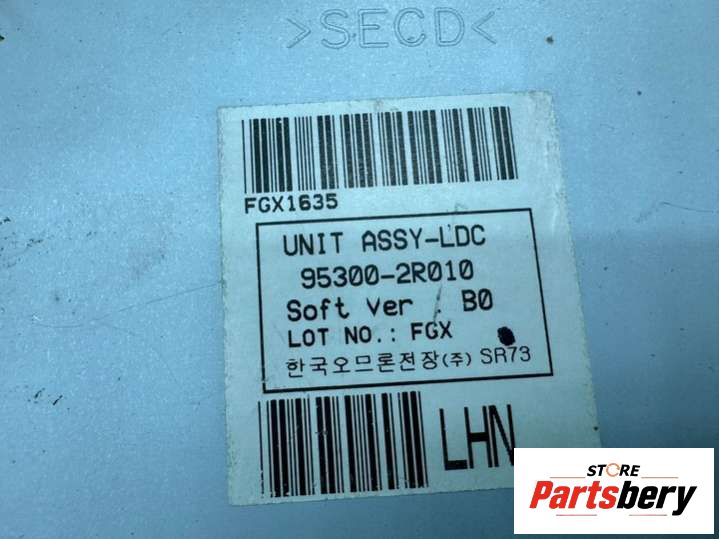 >SECD<
FGX1635
UNIT ASSY-LDC
95300-2R010
Soft Ver . B0
LOT NO.: FGX
한국오므론전장(주) SR73
LHN
STORE
Partsbery